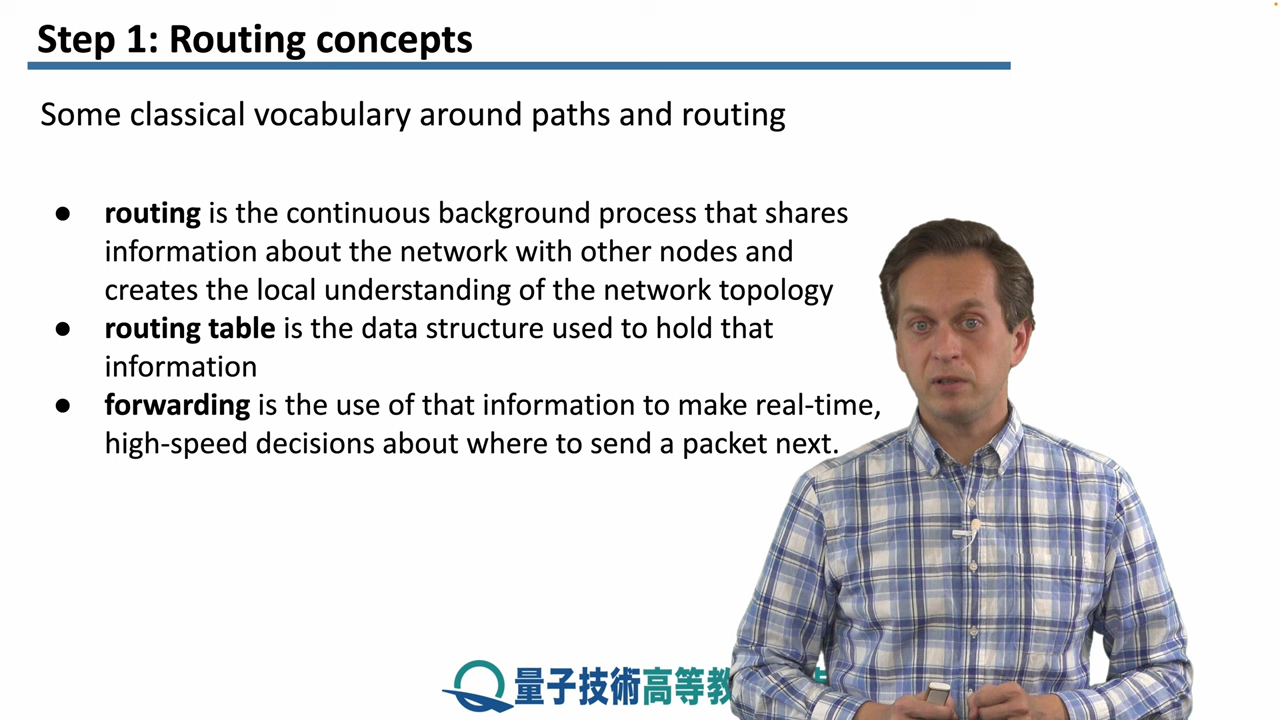 Step 1: Routing concepts
Some classical vocabulary around paths and routing
● routing is the continuous background process that shares
information about the network with other nodes and
creates the local understanding of the network topology
● routing table is the data structure used to hold that
information
● forwarding is the use of that information to make real-time,
high-speed decisions about where to send a packet next.
量子技術高等教